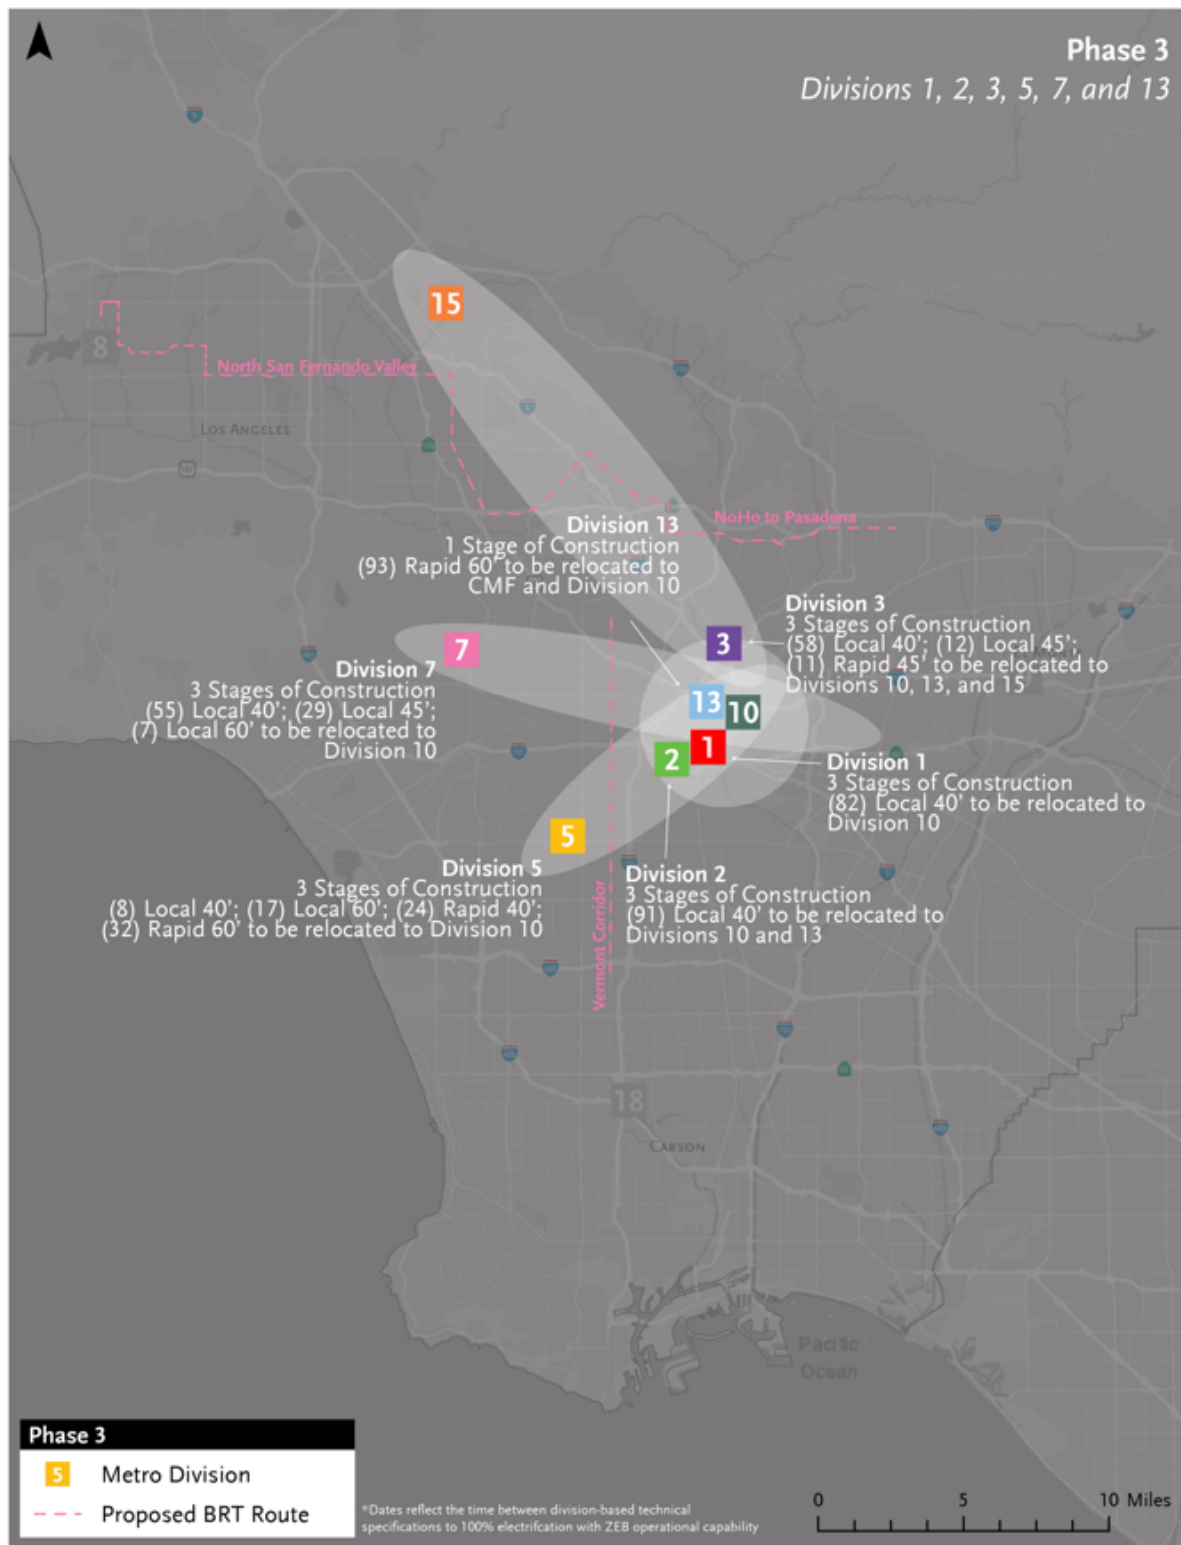 Phase 3
Divisions 1, 2, 3, 5, 7, and 13
15
8
North San Fernando Valley
Los Angeles
101
NoHo to Pasadena
Division 13
1 Stage of Construction
(93) Rapid 60' to be relocated to
CMF and Division 10
Division 3
3 Stages of Construction
(58) Local 40'; (12) Local 45';
(11) Rapid 45' to be relocated to
Divisions 10, 13, and 15
3
7
Division 7
3 Stages of Construction
(55) Local 40'; (29) Local 45';
(7) Local 60' to be relocated to
Division 10
13
10
1
2
Division 1
3 Stages of Construction
(82) Local 40' to be relocated to
Division 10
5
Division 5
3 Stages of Construction
(8) Local 40'; (17) Local 60'; (24) Rapid 40';
(32) Rapid 60' to be relocated to Division 10
Division 2
3 Stages of Construction
(91) Local 40' to be relocated to
Divisions 10 and 13
Vermont Corridor
18
Carson
Pacific
Ocean
Phase 3
5 Metro Division
Proposed BRT Route
*Dates reflect the time between division-based technical
specifications to 100% electrifcation with ZEB operational capability
0 5 10 Miles